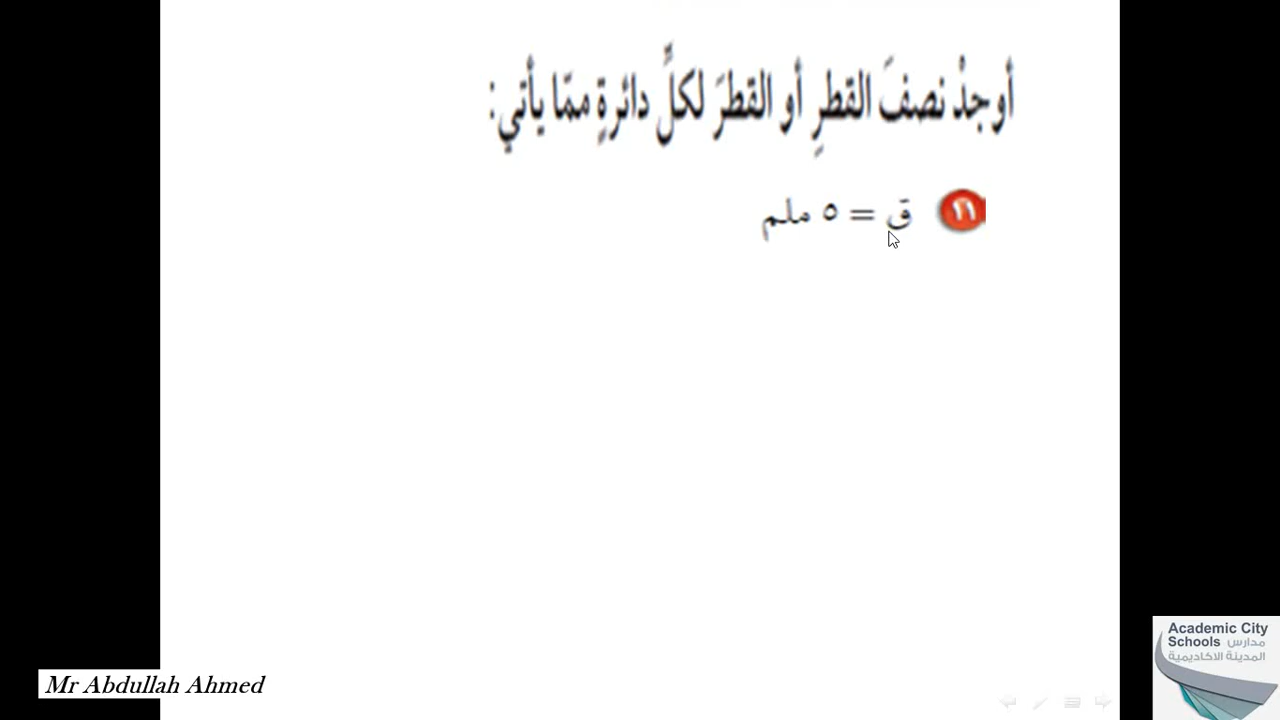 أوجدْ نصفَ القطرِ أو القطرَ لكلِّ دائرةٍ ممّا يأتي:
١١ ق = ٥ ملم
Academic City
Schools مدارس
المدينة الاكاديمية
Mr Abdullah Ahmed